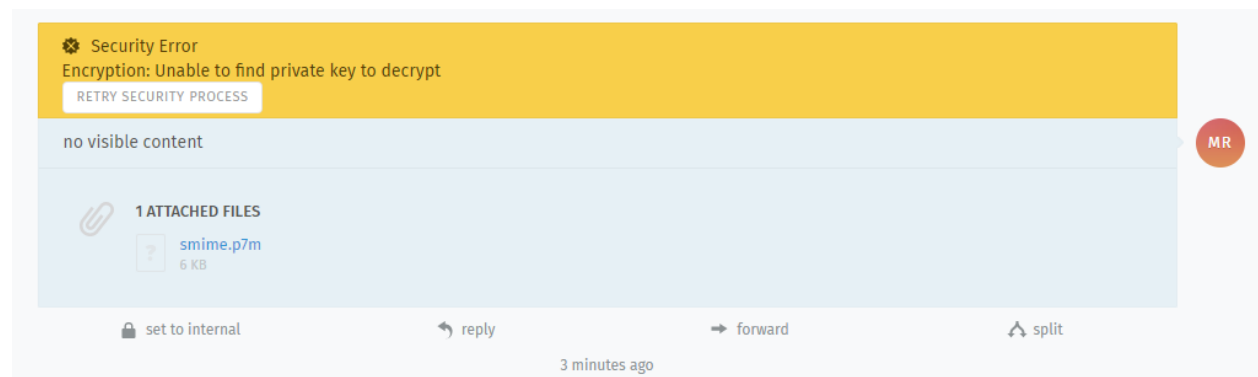 Security Error
Encryption: Unable to find private key to decrypt
RETRY SECURITY PROCESS
no visible content
MR
1 ATTACHED FILES
?
smime.p7m
6 KB
set to internal reply forward split
3 minutes ago